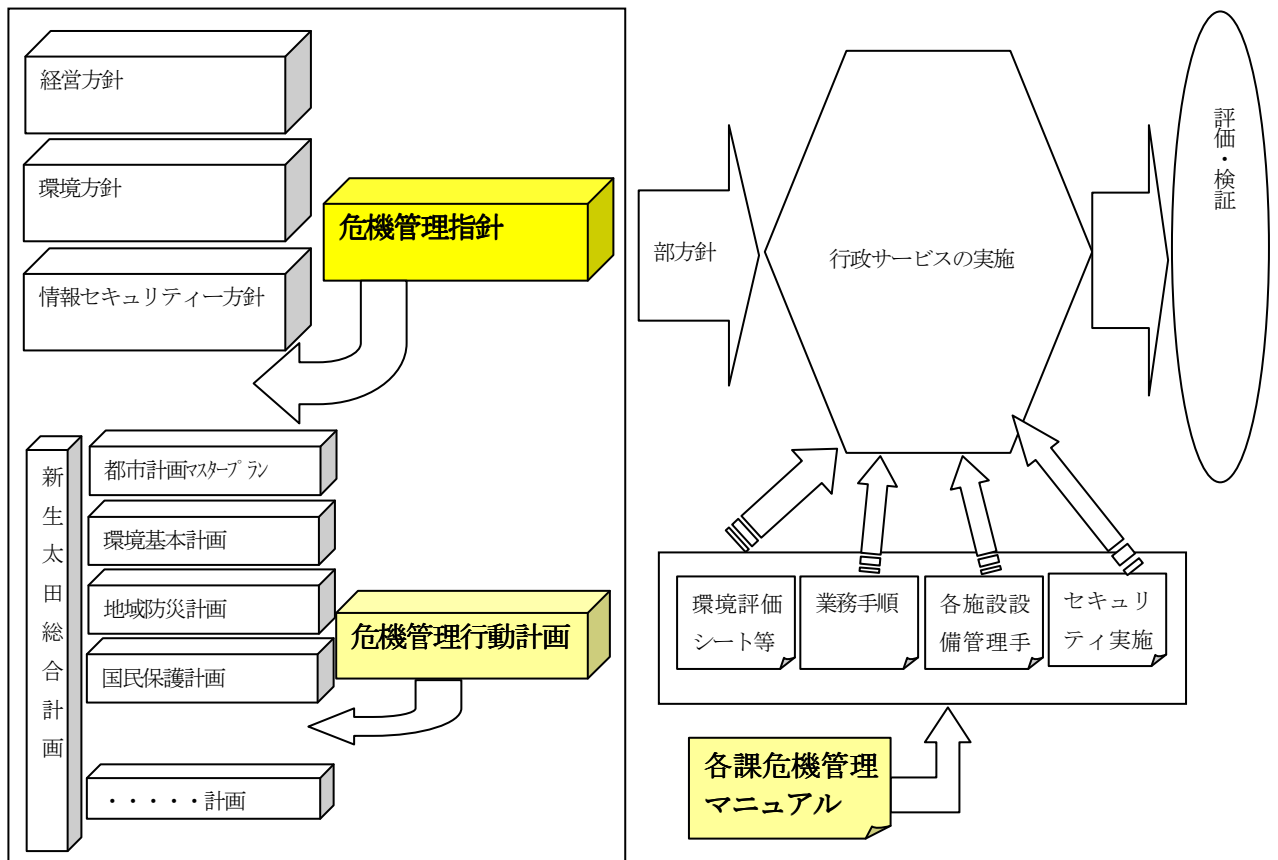 経営方針
環境方針
情報セキュリティー方針
危機管理指針
新生太田総合計画
都市計画マスタープラン
環境基本計画
地域防災計画
国民保護計画
・・・・・計画
危機管理行動計画
部方針
行政サービスの実施
評価・検証
環境評価
シート等
業務手順
各施設設
備管理手
セキュリ
ティ実施
各課危機管理
マニュアル